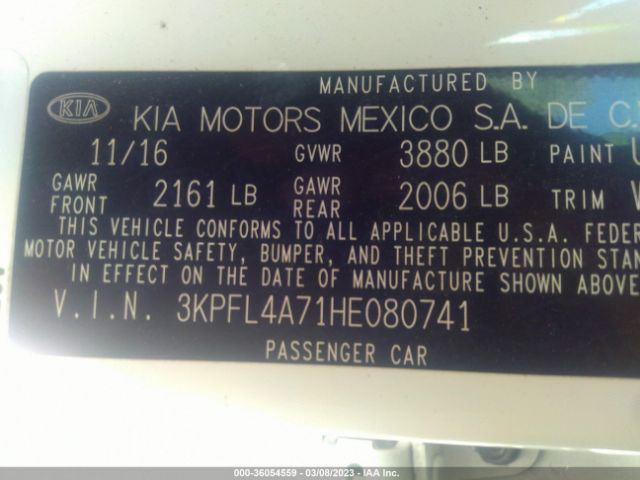 MANUFACTURED BY
KIA KIA MOTORS MEXICO S.A. DE
11/16 GVWR 3880 LB PAINT
GAWR FRONT 2161 LB GAWR REAR 2006 LB TRIM
THIS VEHICLE CONFORMS TO ALL APPLICABLE U.S.A.
MOTOR VEHICLE SAFETY, BUMPER, AND THEFT PREVENTION
IN EFFECT ON THE DATE OF MANUFACTURE SHOWN ABOVE
V.I.N. 3KPFL4A71HE080741
PASSENGER CAR
000-36054559 - 03/08/2023 - IAA Inc.